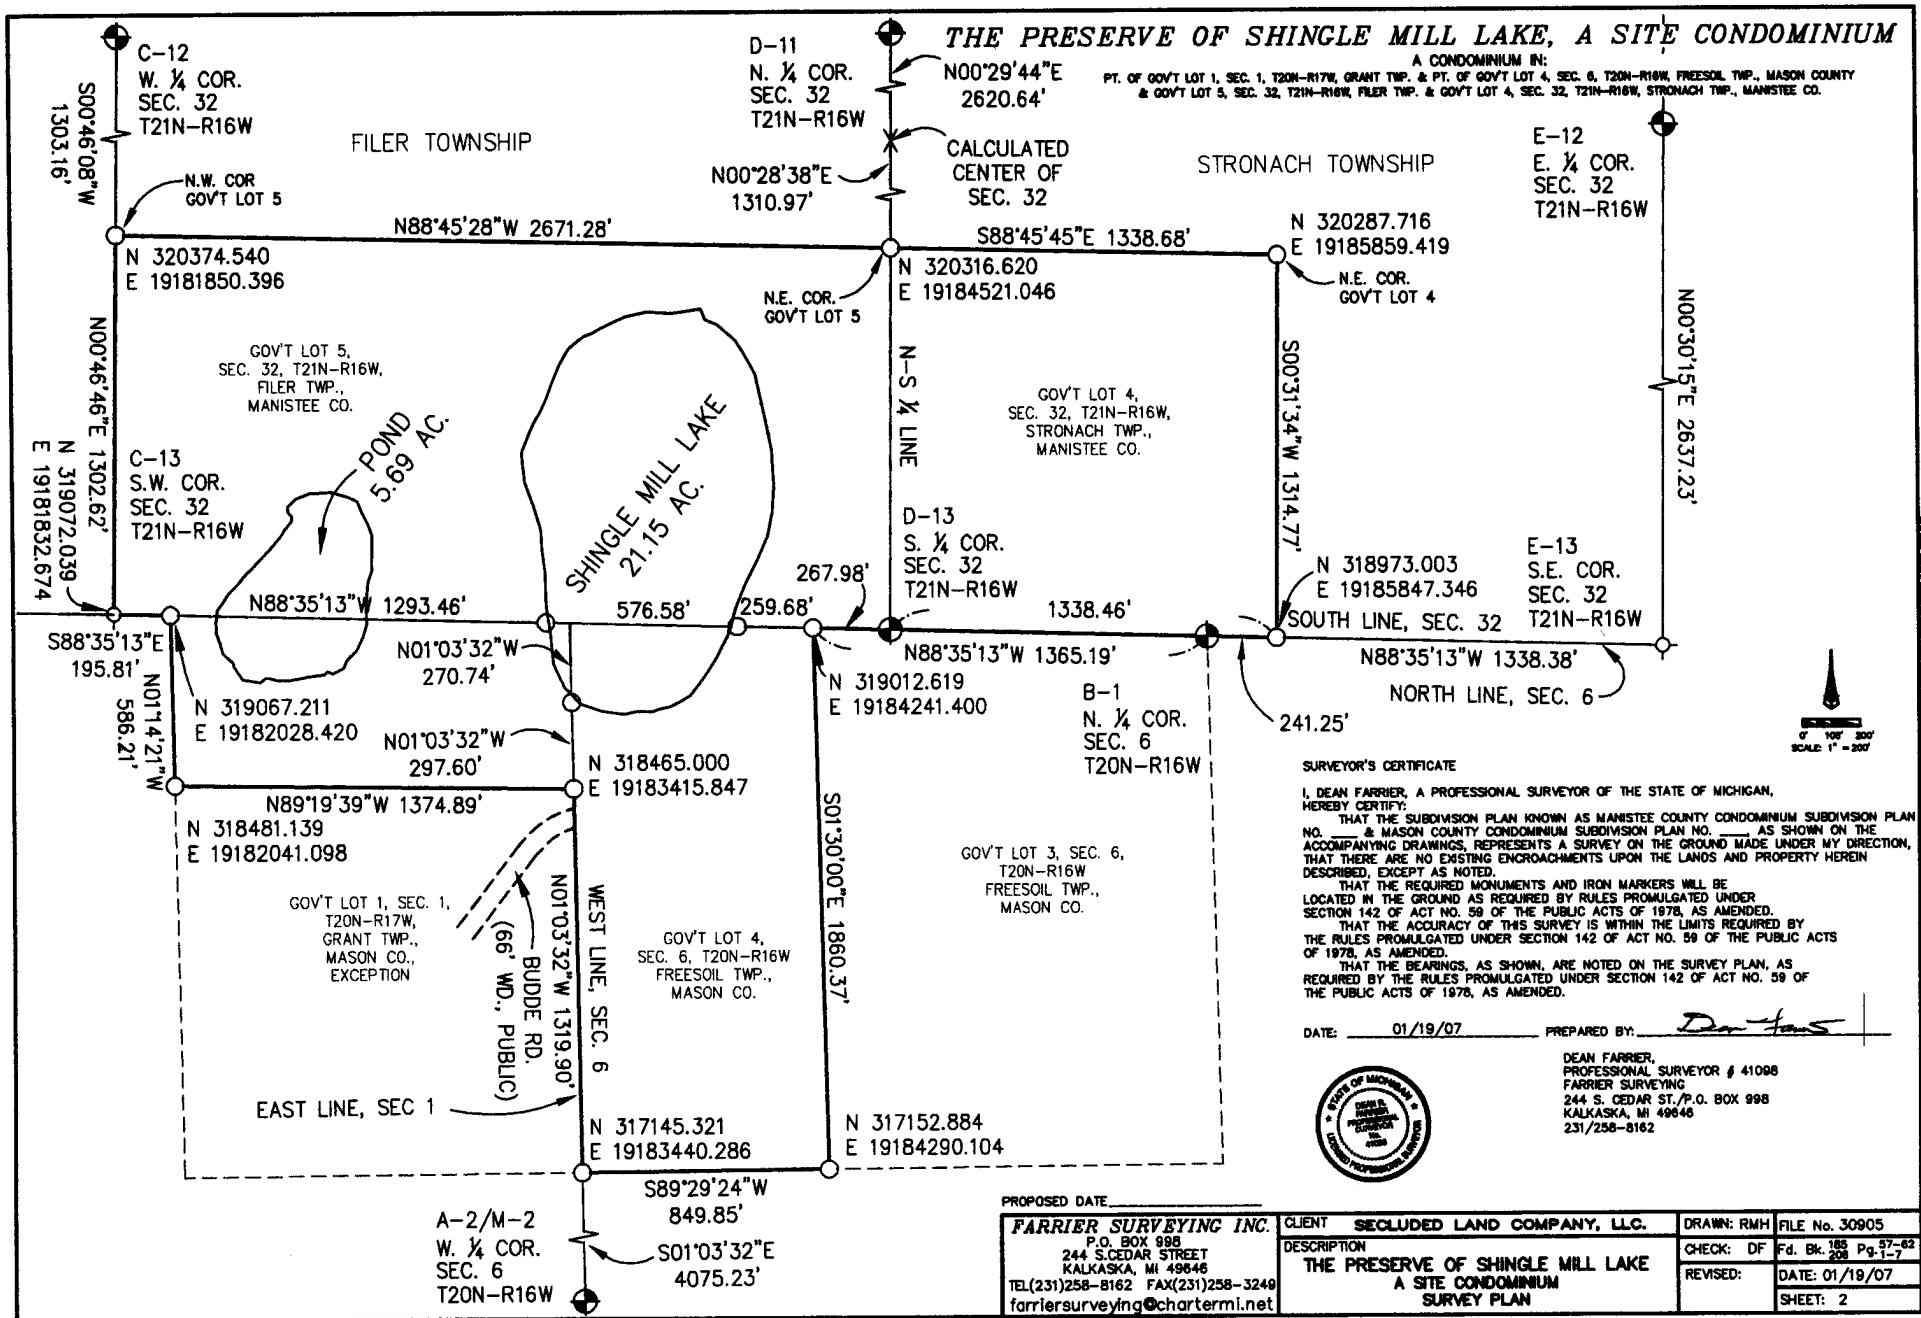 THE PRESERVE OF SHINGLE MILL LAKE, A SITE CONDOMINIUM
A CONDOMINIUM IN:
PT. OF GOV'T LOT 1, SEC. 1, T20N-R17W, GRANT TWP. & PT. OF GOV'T LOT 4, SEC. 6, T20N-R16W, FREESOIL TWP., MASON COUNTY
& GOV'T LOT 5, SEC. 32, T21N-R16W, FILER TWP. & GOV'T LOT 4, SEC. 32, T21N-R16W, STRONACH TWP., MANISTEE CO.
C-12
W. 1/4 COR.
SEC. 32
T21N-R16W
S00°46'08"W
1303.16'
FILER TOWNSHIP
D-11
N. 1/4 COR.
SEC. 32
T21N-R16W
N00°29'44"E
2620.64'
CALCULATED
CENTER OF
SEC. 32
N00°28'38"E
1310.97'
STRONACH TOWNSHIP
E-12
E. 1/4 COR.
SEC. 32
T21N-R16W
N.W. COR
GOV'T LOT 5
N88°45'28"W 2671.28'
S88°45'45"E 1338.68'
N 320287.716
E 19185859.419
N 320374.540
E 19181850.396
N 320316.620
E 19184521.046
N.E. COR.
GOV'T LOT 5
N.E. COR.
GOV'T LOT 4
N00°46'46"E 1302.62'
GOV'T LOT 5,
SEC. 32, T21N-R16W,
FILER TWP.,
MANISTEE CO.
POND
5.69 AC.
SHINGLE MILL LAKE
21.15 AC.
N-S 1/4 LINE
GOV'T LOT 4,
SEC. 32, T21N-R16W,
STRONACH TWP.,
MANISTEE CO.
S00°31'34"W 1314.77'
N00°30'15"E 2637.23'
N 319072.039
E 19181832.674
C-13
S.W. COR.
SEC. 32
T21N-R16W
D-13
S. 1/4 COR.
SEC. 32
T21N-R16W
N 318973.003
E 19185847.346
E-13
S.E. COR.
SEC. 32
T21N-R16W
N88°35'13"W 1293.46'
576.58'
259.68'
267.98'
1338.46'
SOUTH LINE, SEC. 32
S88°35'13"E
195.81'
N01°03'32"W
270.74'
N88°35'13"W 1365.19'
N88°35'13"W 1338.38'
NORTH LINE, SEC. 6
N01°14'21"W
586.21'
N 319067.211
E 19182028.420
N 319012.619
E 19184241.400
B-1
N. 1/4 COR.
SEC. 6
T20N-R16W
241.25'
0' 100' 200'
SCALE: 1" = 200'
N01°03'32"W
297.60'
N 318465.000
E 19183415.847
N89°19'39"W 1374.89'
N 318481.139
E 19182041.098
S01°30'00"E 1860.37'
GOV'T LOT 3, SEC. 6,
T20N-R16W
FREESOIL TWP.,
MASON CO.
GOV'T LOT 1, SEC. 1,
T20N-R17W,
GRANT TWP.,
MASON CO.,
EXCEPTION
BUDDE RD.
(66' WD., PUBLIC)
N01°03'32"W 1319.90'
WEST LINE, SEC. 6
GOV'T LOT 4,
SEC. 6, T20N-R16W
FREESOIL TWP.,
MASON CO.
EAST LINE, SEC 1
N 317145.321
E 19183440.286
N 317152.884
E 19184290.104
S89°29'24"W
849.85'
A-2/M-2
W. 1/4 COR.
SEC. 6
T20N-R16W
S01°03'32"E
4075.23'
SURVEYOR'S CERTIFICATE
I, DEAN FARRIER, A PROFESSIONAL SURVEYOR OF THE STATE OF MICHIGAN,
HEREBY CERTIFY:
THAT THE SUBDIVISION PLAN KNOWN AS MANISTEE COUNTY CONDOMINIUM SUBDIVISION PLAN
NO. ____ & MASON COUNTY CONDOMINIUM SUBDIVISION PLAN NO. ____, AS SHOWN ON THE
ACCOMPANYING DRAWINGS, REPRESENTS A SURVEY ON THE GROUND MADE UNDER MY DIRECTION,
THAT THERE ARE NO EXISTING ENCROACHMENTS UPON THE LANDS AND PROPERTY HEREIN
DESCRIBED, EXCEPT AS NOTED.
THAT THE REQUIRED MONUMENTS AND IRON MARKERS WILL BE
LOCATED IN THE GROUND AS REQUIRED BY RULES PROMULGATED UNDER
SECTION 142 OF ACT NO. 59 OF THE PUBLIC ACTS OF 1978, AS AMENDED.
THAT THE ACCURACY OF THIS SURVEY IS WITHIN THE LIMITS REQUIRED BY
THE RULES PROMULGATED UNDER SECTION 142 OF ACT NO. 59 OF THE PUBLIC ACTS
OF 1978, AS AMENDED.
THAT THE BEARINGS, AS SHOWN, ARE NOTED ON THE SURVEY PLAN, AS
REQUIRED BY THE RULES PROMULGATED UNDER SECTION 142 OF ACT NO. 59 OF
THE PUBLIC ACTS OF 1978, AS AMENDED.
DATE: 01/19/07 PREPARED BY:
DEAN FARRIER,
PROFESSIONAL SURVEYOR # 41098
FARRIER SURVEYING
244 S. CEDAR ST./P.O. BOX 998
KALKASKA, MI 49646
231/258-8162
STATE OF MICHIGAN
DEAN R.
FARRIER
PROFESSIONAL
SURVEYOR
No.
41098
LICENSED PROFESSIONAL SURVEYOR
PROPOSED DATE
FARRIER SURVEYING INC.
P.O. BOX 998
244 S.CEDAR STREET
KALKASKA, MI 49646
TEL(231)258-8162 FAX(231)258-3249
farriersurveying@chartermi.net
CLIENT SECLUDED LAND COMPANY, LLC.
DESCRIPTION
THE PRESERVE OF SHINGLE MILL LAKE
A SITE CONDOMINIUM
SURVEY PLAN
DRAWN: RMH
FILE No. 30905
CHECK: DF
Fd. Bk. 185 Pg. 57-62
208 1-7
REVISED:
DATE: 01/19/07
SHEET: 2